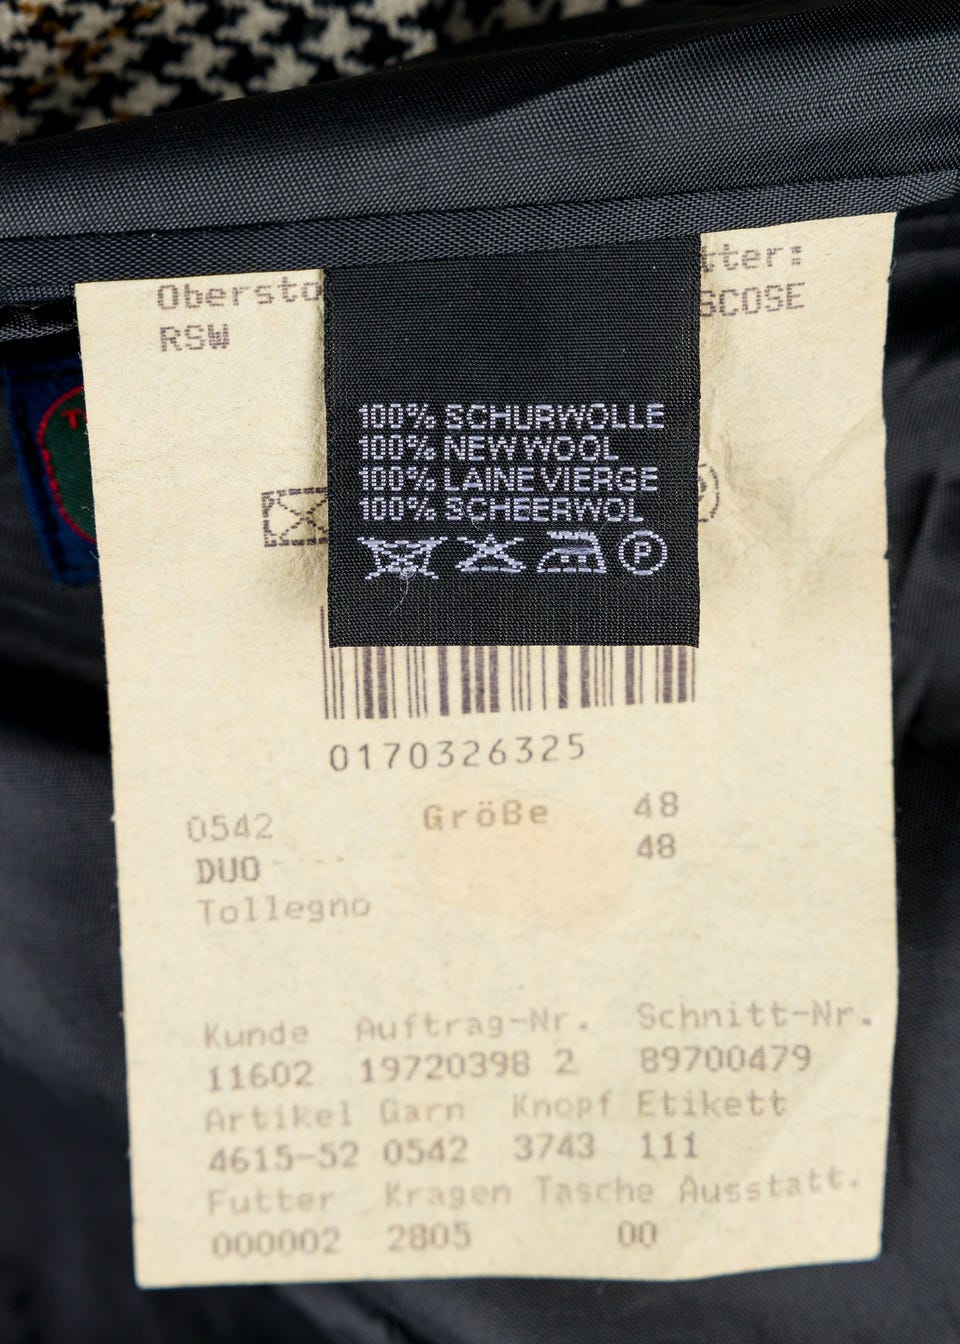 Obersto
tter:
RSW
SCOSE
100% SCHURWOLLE
100% NEW WOOL
100% LAINE VIERGE
100% SCHEERWOL
P
0170326325
0542 Größe 48
DUO 48
Tollegno
Kunde Auftrag-Nr. Schnitt-Nr.
11602 19720398 2 89700479
Artikel Garn Knopf Etikett
4615-52 0542 3743 111
Futter Kragen Tasche Ausstatt.
000002 2805 00